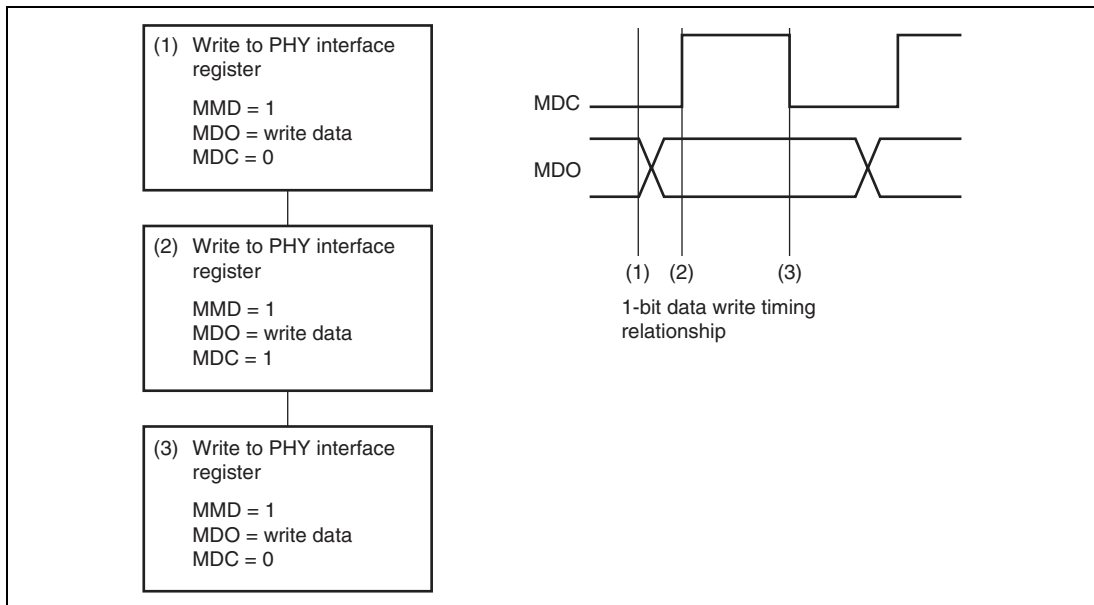 (1) Write to PHY interface
register
MMD = 1
MDO = write data
MDC = 0
(2) Write to PHY interface
register
MMD = 1
MDO = write data
MDC = 1
(3) Write to PHY interface
register
MMD = 1
MDO = write data
MDC = 0
MDC
MDO
(1) (2) (3)
1-bit data write timing
relationship